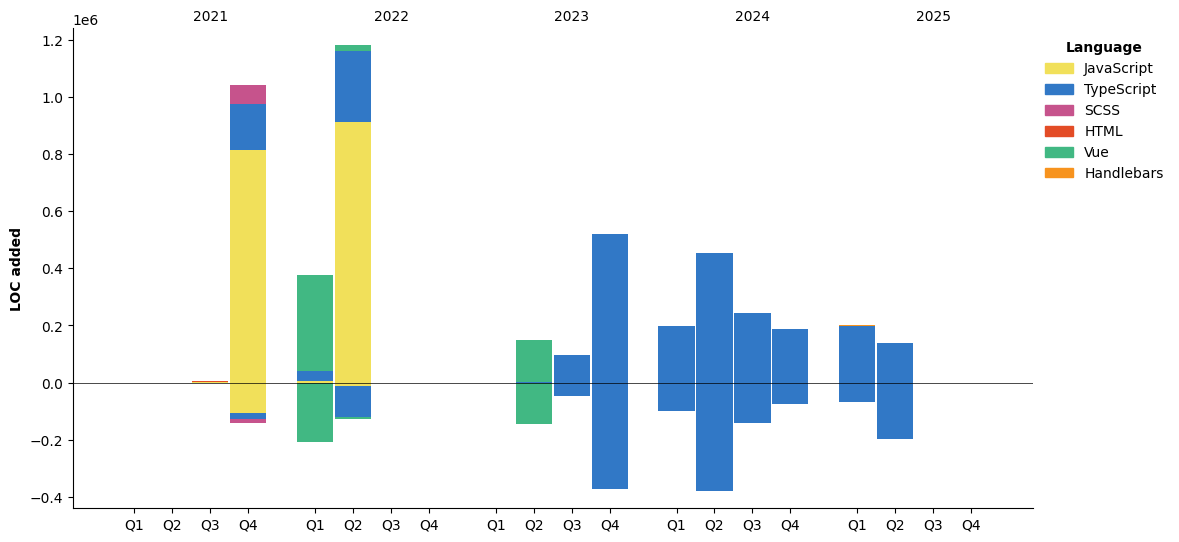 1e6
2021 2022 2023 2024 2025
1.2
1.0
0.8
0.6
0.4
0.2
0.0
−0.2
−0.4
LOC added
Q1 Q2 Q3 Q4 Q1 Q2 Q3 Q4 Q1 Q2 Q3 Q4 Q1 Q2 Q3 Q4 Q1 Q2 Q3 Q4
Language
JavaScript
TypeScript
SCSS
HTML
Vue
Handlebars